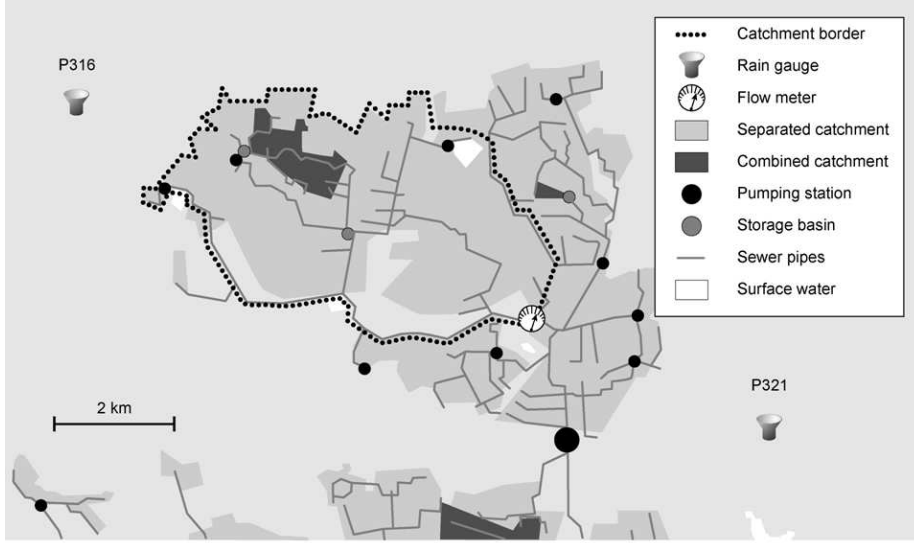 P316
Catchment border
Rain gauge
Flow meter
Separated catchment
Combined catchment
Pumping station
Storage basin
Sewer pipes
Surface water
P321
2 km